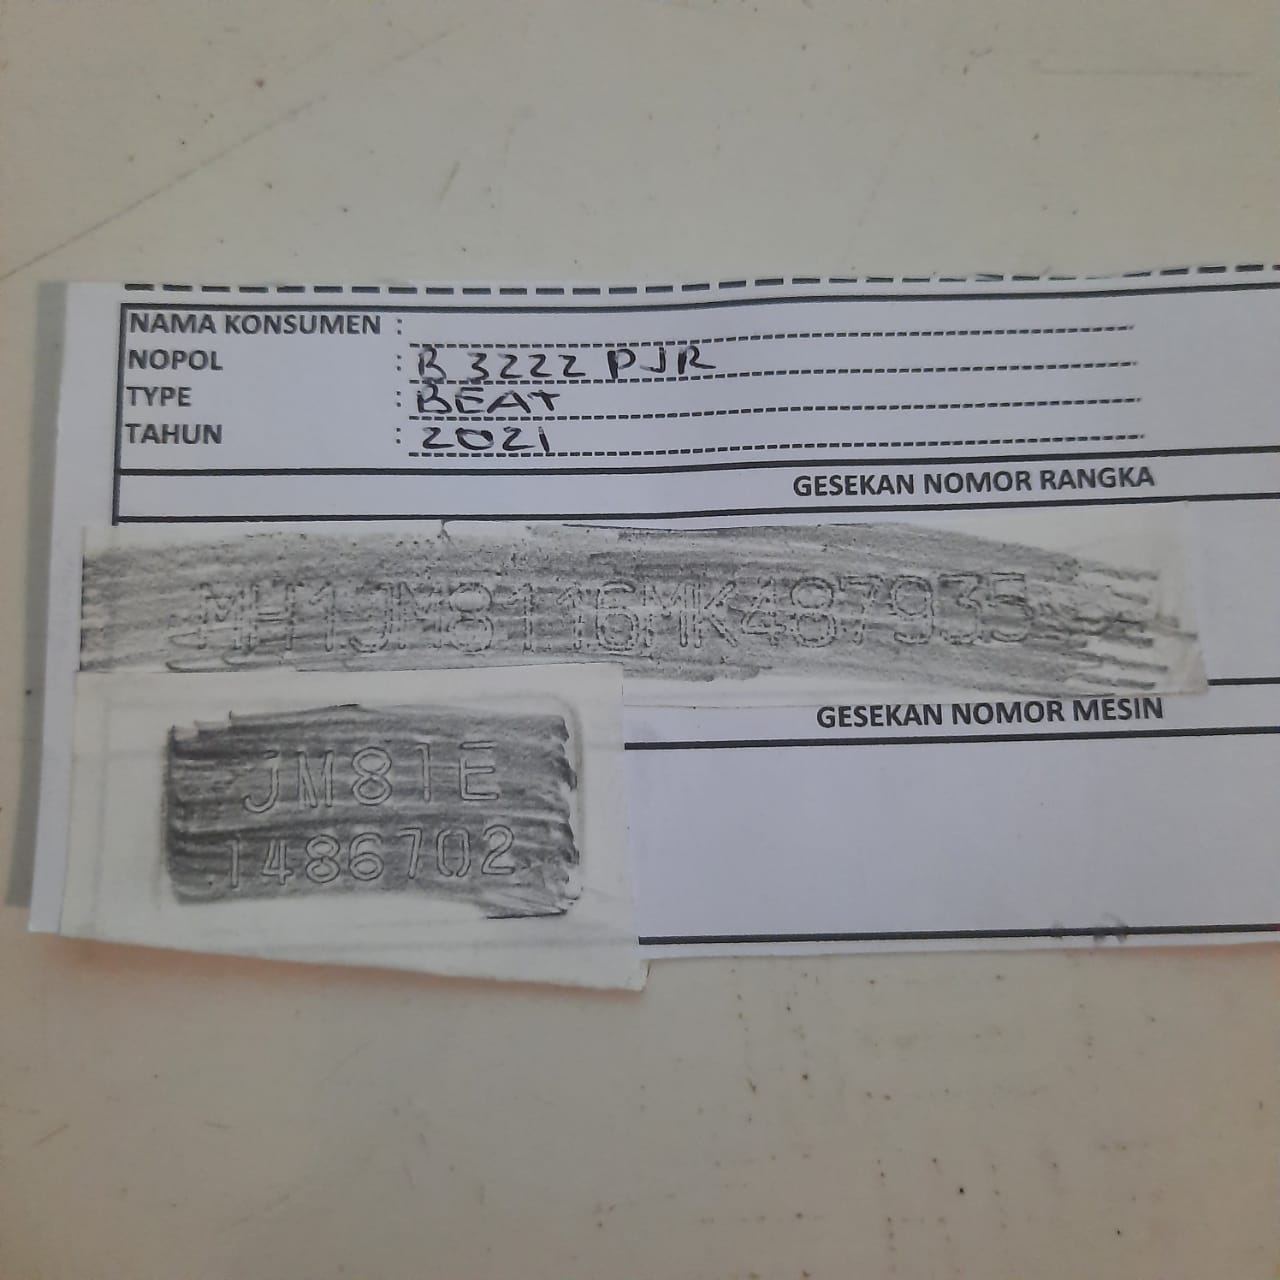 NAMA KONSUMEN :
NOPOL : B 3222 PJR
TYPE : BEAT
TAHUN : 2021
GESEKAN NOMOR RANGKA
MH1JM8116MK487935
GESEKAN NOMOR MESIN
JM81E
1486702